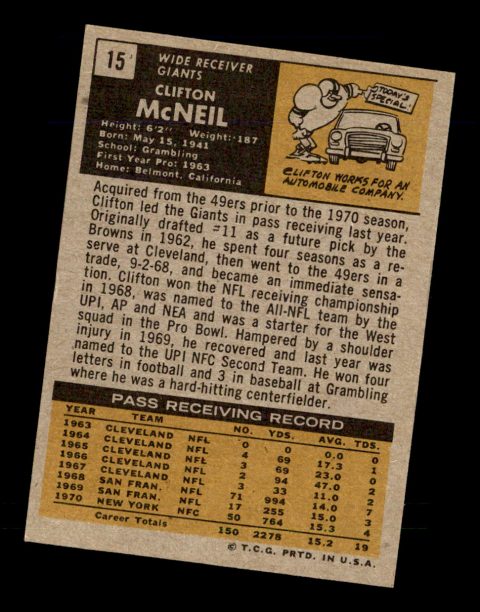 15
WIDE RECEIVER
GIANTS
CLIFTON
McNEIL
Height: 6'2" Weight: 187
Born: May 15, 1941
School: Grambling
First Year Pro: 1963
Home: Belmont, California
TODAY'S
SPECIAL!
CLIFTON WORKS FOR AN
AUTOMOBILE COMPANY.
Acquired from the 49ers prior to the 1970 season,
Clifton led the Giants in pass receiving last year.
Originally drafted #11 as a future pick by the
Browns in 1962, he spent four seasons as a re-
serve at Cleveland, then went to the 49ers in a
trade, 9-2-68, and became an immediate sensa-
tion. Clifton won the NFL receiving championship
in 1968, was named to the All-NFL team by the
UPI, AP and NEA and was a starter for the West
squad in the Pro Bowl. Hampered by a shoulder
injury in 1969, he recovered and last year was
named to the UPI NFC Second Team. He won four
letters in football and 3 in baseball at Grambling
where he was a hard-hitting centerfielder.
PASS RECEIVING RECORD
YEAR TEAM NO. YDS. AVG. TDS.
1963 CLEVELAND NFL 0 0 0.0 0
1964 CLEVELAND NFL 4 69 17.3 1
1965 CLEVELAND NFL 3 69 23.0 0
1966 CLEVELAND NFL 2 94 47.0 2
1967 CLEVELAND NFL 3 33 11.0 2
1968 SAN FRAN. NFL 71 994 14.0 7
1969 SAN FRAN. NFL 17 255 15.0 3
1970 NEW YORK NFC 50 764 15.3 4
Career Totals 150 2278 15.2 19
© T.C.G. PRTD. IN U.S.A.